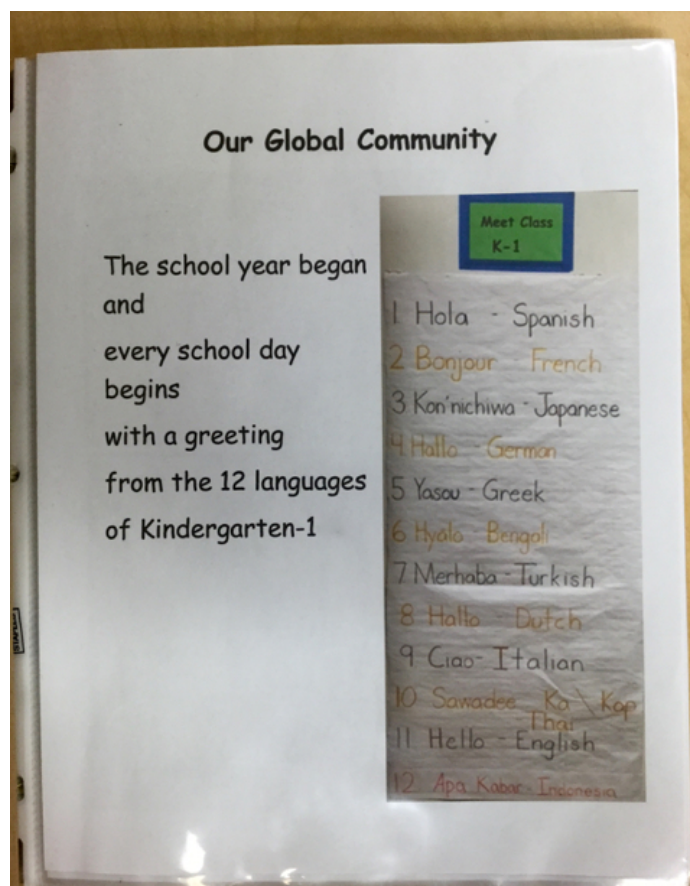 Our Global Community
The school year began
and
every school day
begins
with a greeting
from the 12 languages
of Kindergarten-1
Meet Class
K-1
1 Hola - Spanish
2 Bonjour - French
3 Kon'nichiwa - Japanese
4 Hallo - German
5 Yasou - Greek
6 Hyalo Bengali
7 Merhaba - Turkish
8 Hallo - Dutch
9 Ciao - Italian
10 Sawadee Ka \ Kap
- Thai
11 Hello - English
12. Apa Kabar - Indonesia